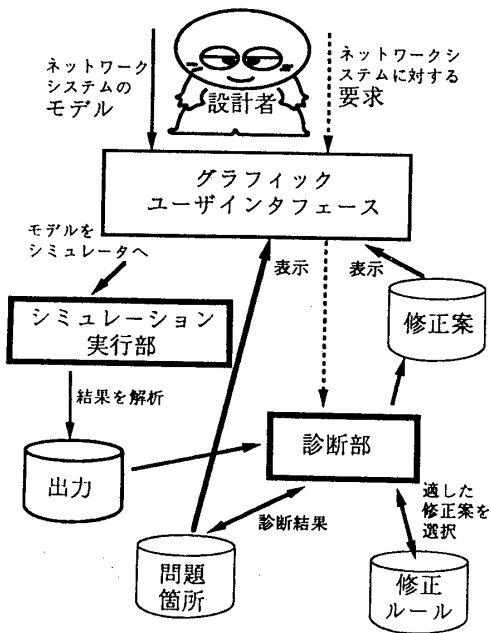 ネットワーク
システムの
モデル
設計者
ネットワークシ
ステムに対する
要求
グラフィック
ユーザインタフェース
モデルを
シミュレータへ
表示
表示
シミュレーション
実行部
修正案
結果を解析
診断部
出力
適した
修正案を
選択
診断結果
問題
箇所
修正
ルール